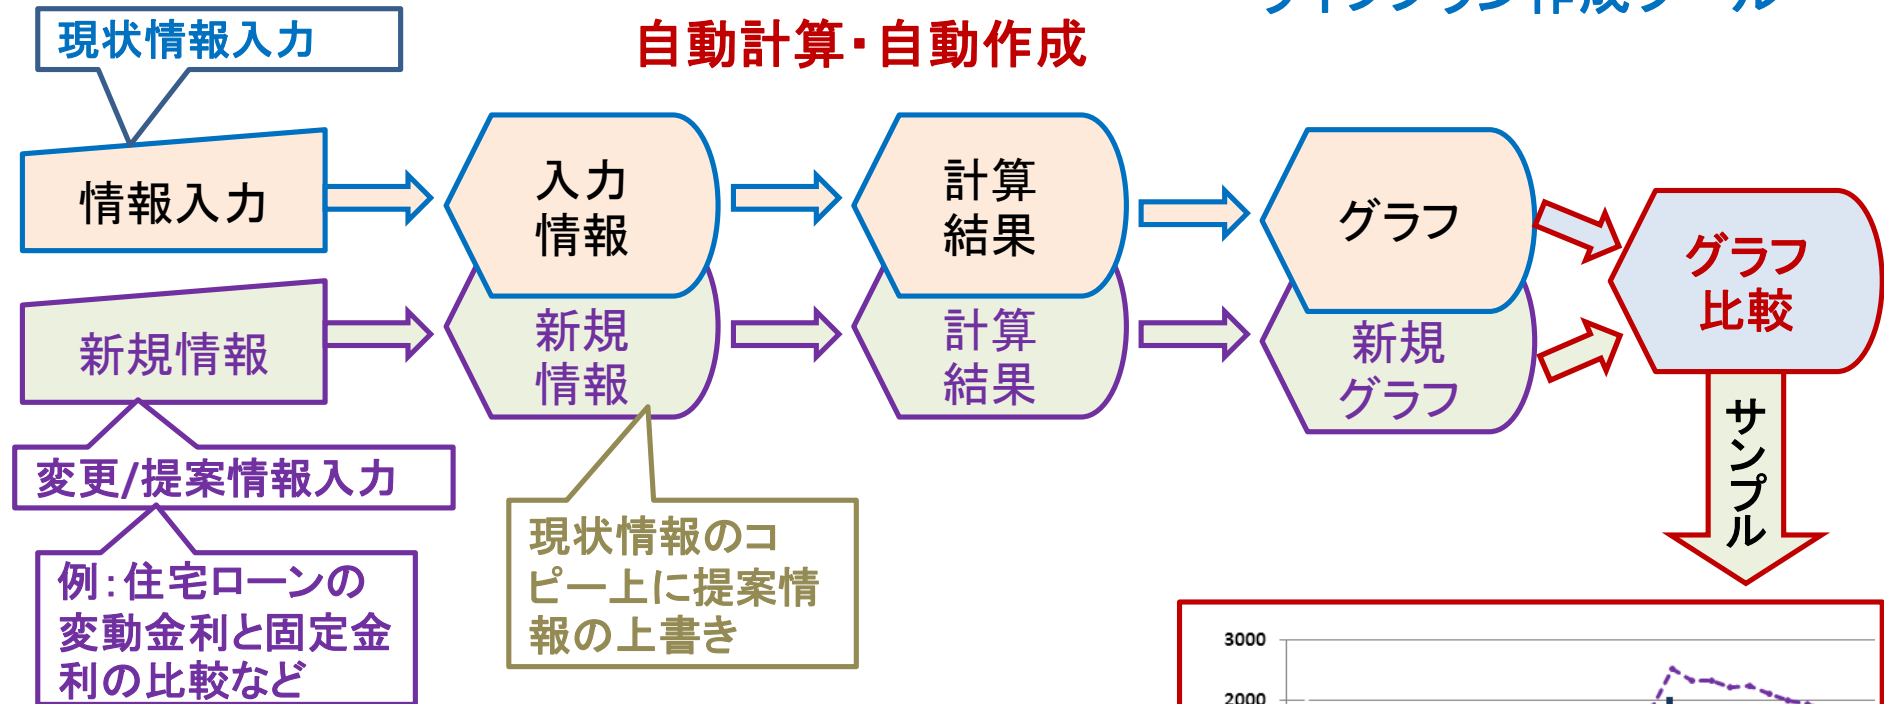 現状情報入力
自動計算・自動作成
情報入力
入力
情報
計算
結果
グラフ
グラフ
比較
新規情報
新規
情報
計算
結果
新規
グラフ
サンプル
変更/提案情報入力
例：住宅ローンの
変動金利と固定金
利の比較など
現状情報のコ
ピー上に提案情
報の上書き
3000
2000